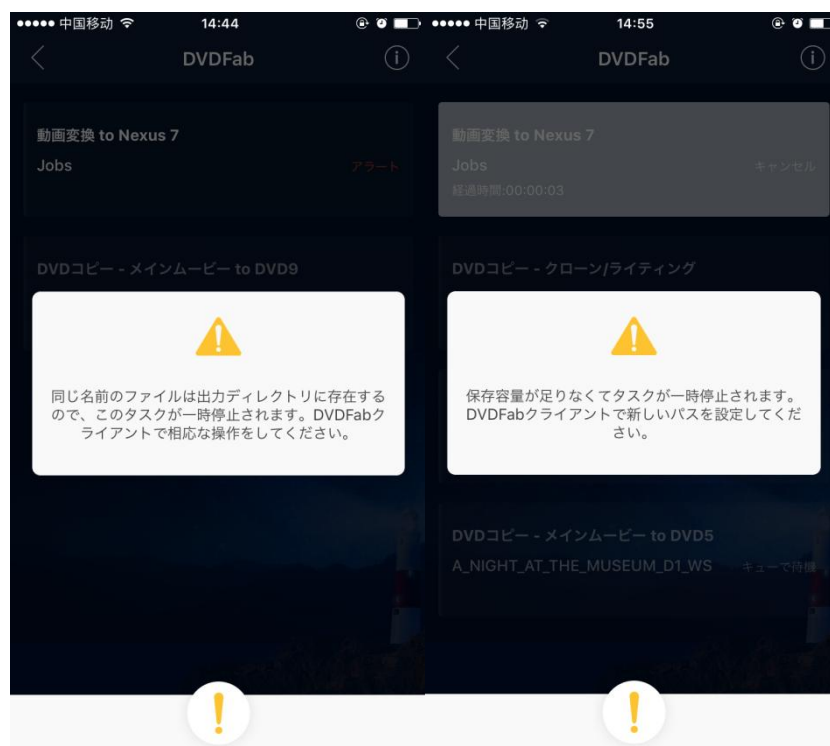 中国移动 14:44
DVDFab
動画変換 to Nexus 7
Jobs アラート
DVDコピー - メインムービー to DVD9
同じ名前のファイルは出力ディレクトリに存在する
ので、このタスクが一時停止されます。DVDFabク
ライアントで相応な操作をしてください。
中国移动 14:55
DVDFab
動画変換 to Nexus 7
Jobs キャンセル
経過時間:00:00:03
DVDコピー - クローン/ライティング
保存容量が足りなくてタスクが一時停止されます。
DVDFabクライアントで新しいパスを設定してくだ
さい。
DVDコピー - メインムービー to DVD5
A_NIGHT_AT_THE_MUSEUM_D1_WS キューで待機